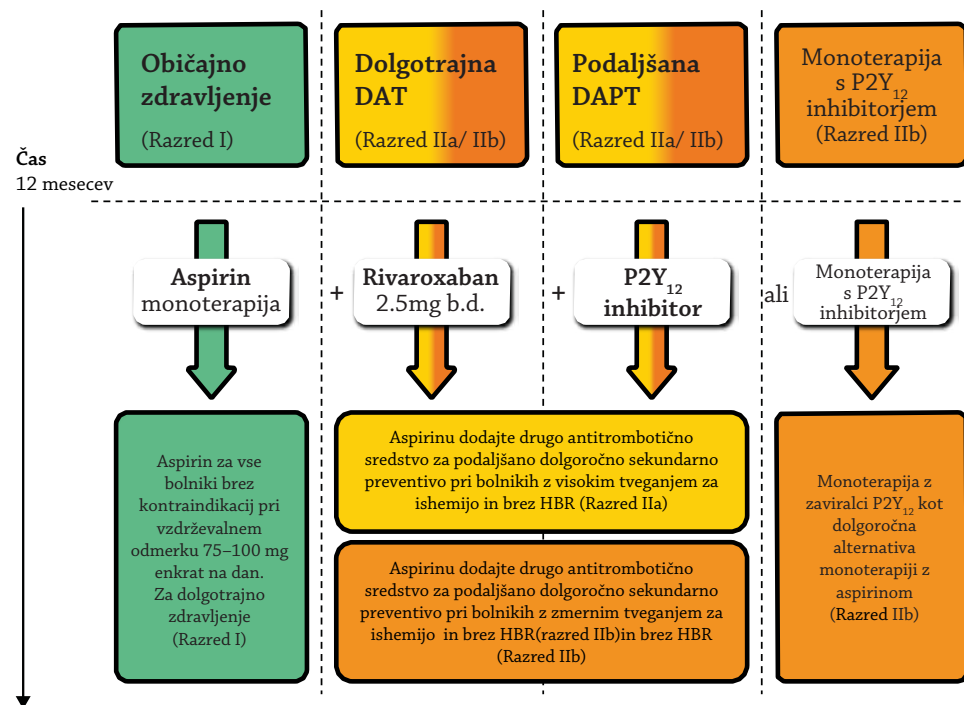 Običajno
zdravljenje
(Razred I)
Dolgotrajna
DAT
(Razred IIa/ IIb)
Podaljšana
DAPT
(Razred IIa/ IIb)
Monoterapija
s P2Y₁₂
inhibitorjem
(Razred IIb)
Čas
12 mesecev
Aspirin
monoterapija
+
Rivaroxaban
2.5mg b.d.
+
P2Y₁₂
inhibitor
ali
Monoterapija
s P2Y₁₂
inhibitorjem
Aspirin za vse
bolniki brez
kontraindikacij pri
vzdrževalnem
odmerku 75–100 mg
enkrat na dan.
Za dolgotrajno
zdravljenje
(Razred I)
Aspirinu dodajte drugo antitrombotično
sredstvo za podaljšano dolgoročno sekundarno
preventivo pri bolnikih z visokim tveganjem za
ishemijo in brez HBR (Razred IIa)
Aspirinu dodajte drugo antitrombotično
sredstvo za podaljšano dolgoročno sekundarno
preventivo pri bolnikih z zmernim tveganjem za
ishemijo in brez HBR(razred IIb)in brez HBR
(Razred IIb)
Monoterapija z
zaviralci P2Y₁₂ kot
dolgoročna
alternativa
monoterapiji z
aspirinom
(Razred IIb)